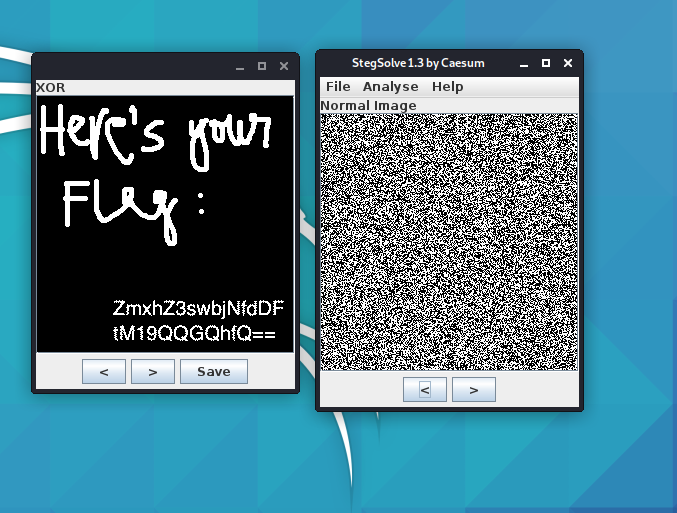 XOR
Here's your
Flag :
ZmxhZ3swbjNfdDF
tM19QQGQhfQ==
<
>
Save
StegSolve 1.3 by Caesum
File Analyse Help
Normal Image
<
>